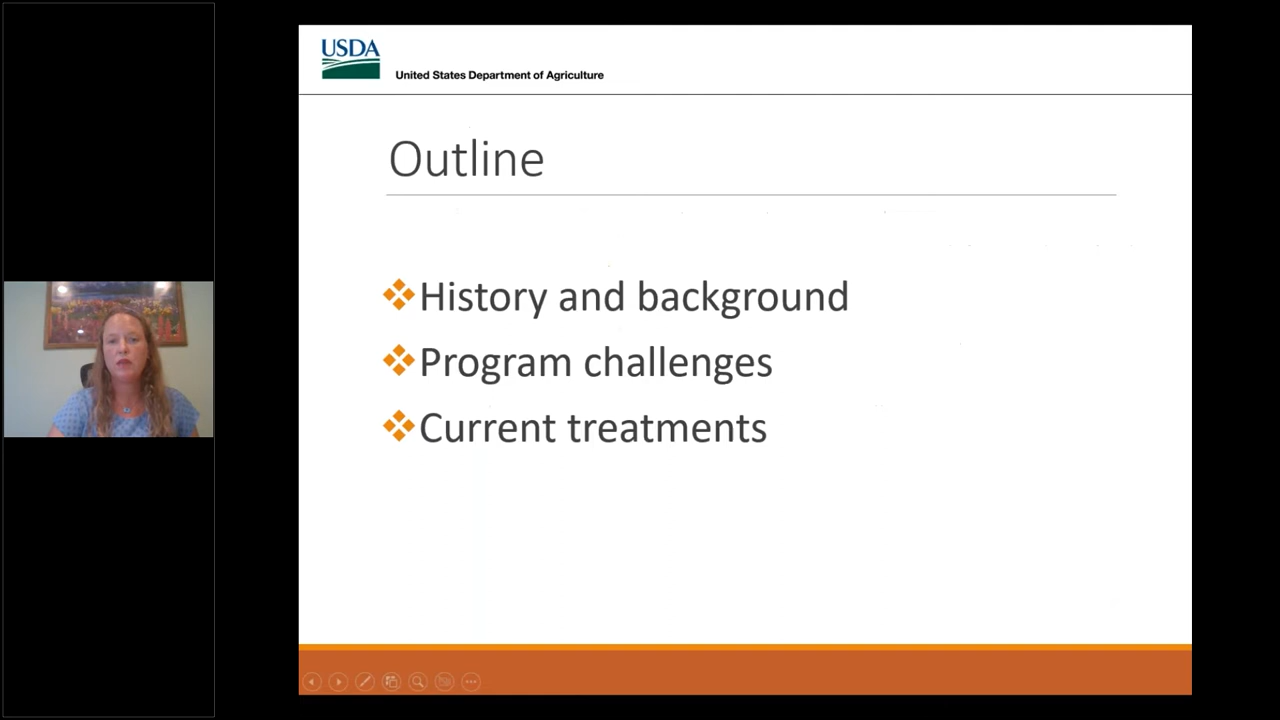 USDA
United States Department of Agriculture
Outline
History and background
Program challenges
Current treatments